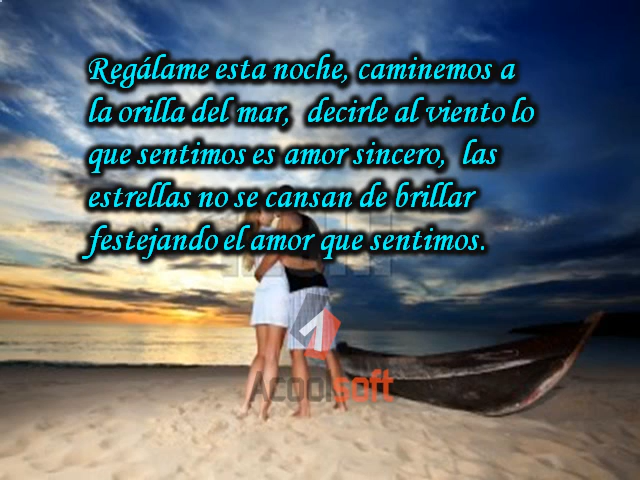 Regálame esta noche, caminemos a
la orilla del mar, decirle al viento lo
que sentimos es amor sincero, las
estrellas no se cansan de brillar
festejando el amor que sentimos.
Acoolsoft